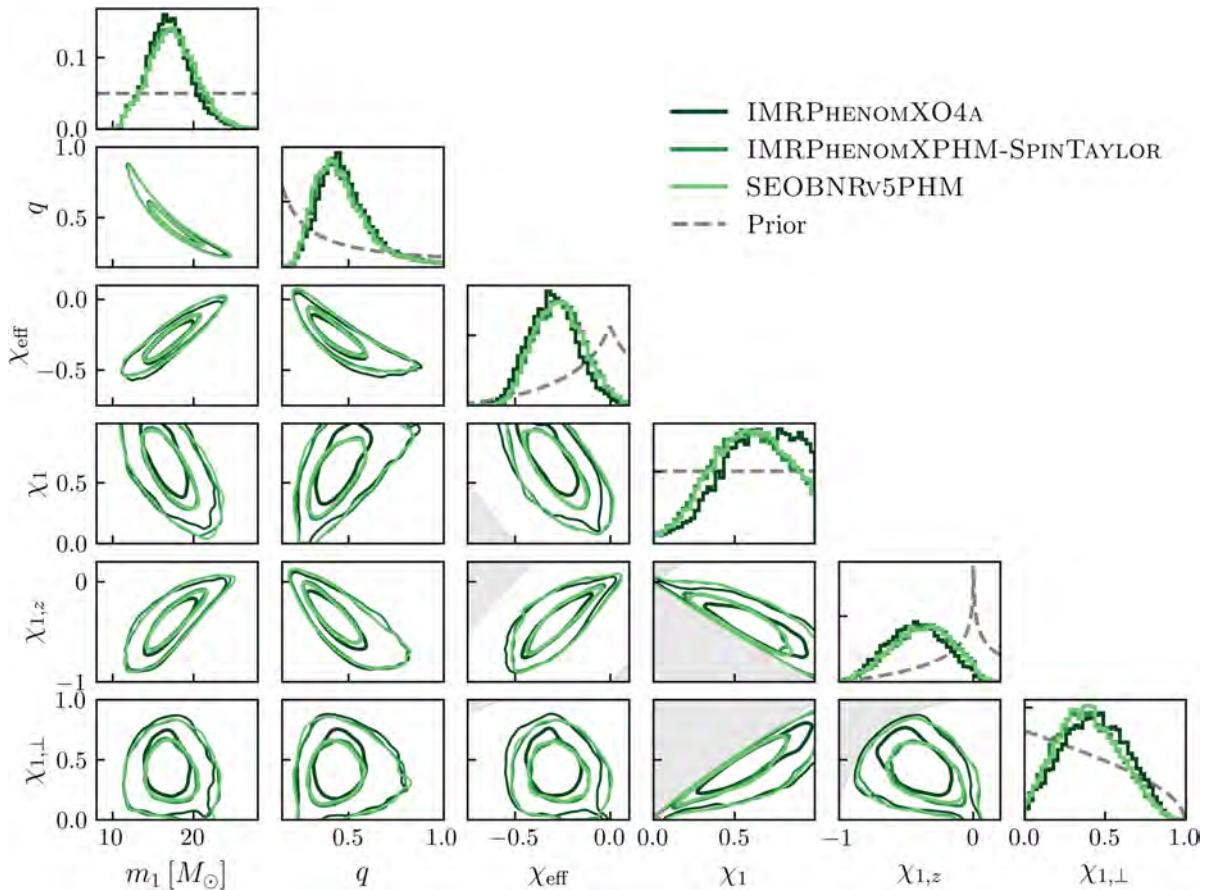 0.1
0.0
IMRPhenomXO4a
IMRPhenomXPHM-SpinTaylor
SEOBNRv5PHM
Prior
1.0
q
0.5
χeff
0.0
−0.5
χ1
0.5
0.0
χ1,z
0
−1
χ1,⊥
1.0
0.5
0.0
10 20 0.5 1.0 −0.5 0.0 0.0 0.5 −1 0 0.0 0.5 1.0
m1 [M⊙] q χeff χ1 χ1,z χ1,⊥